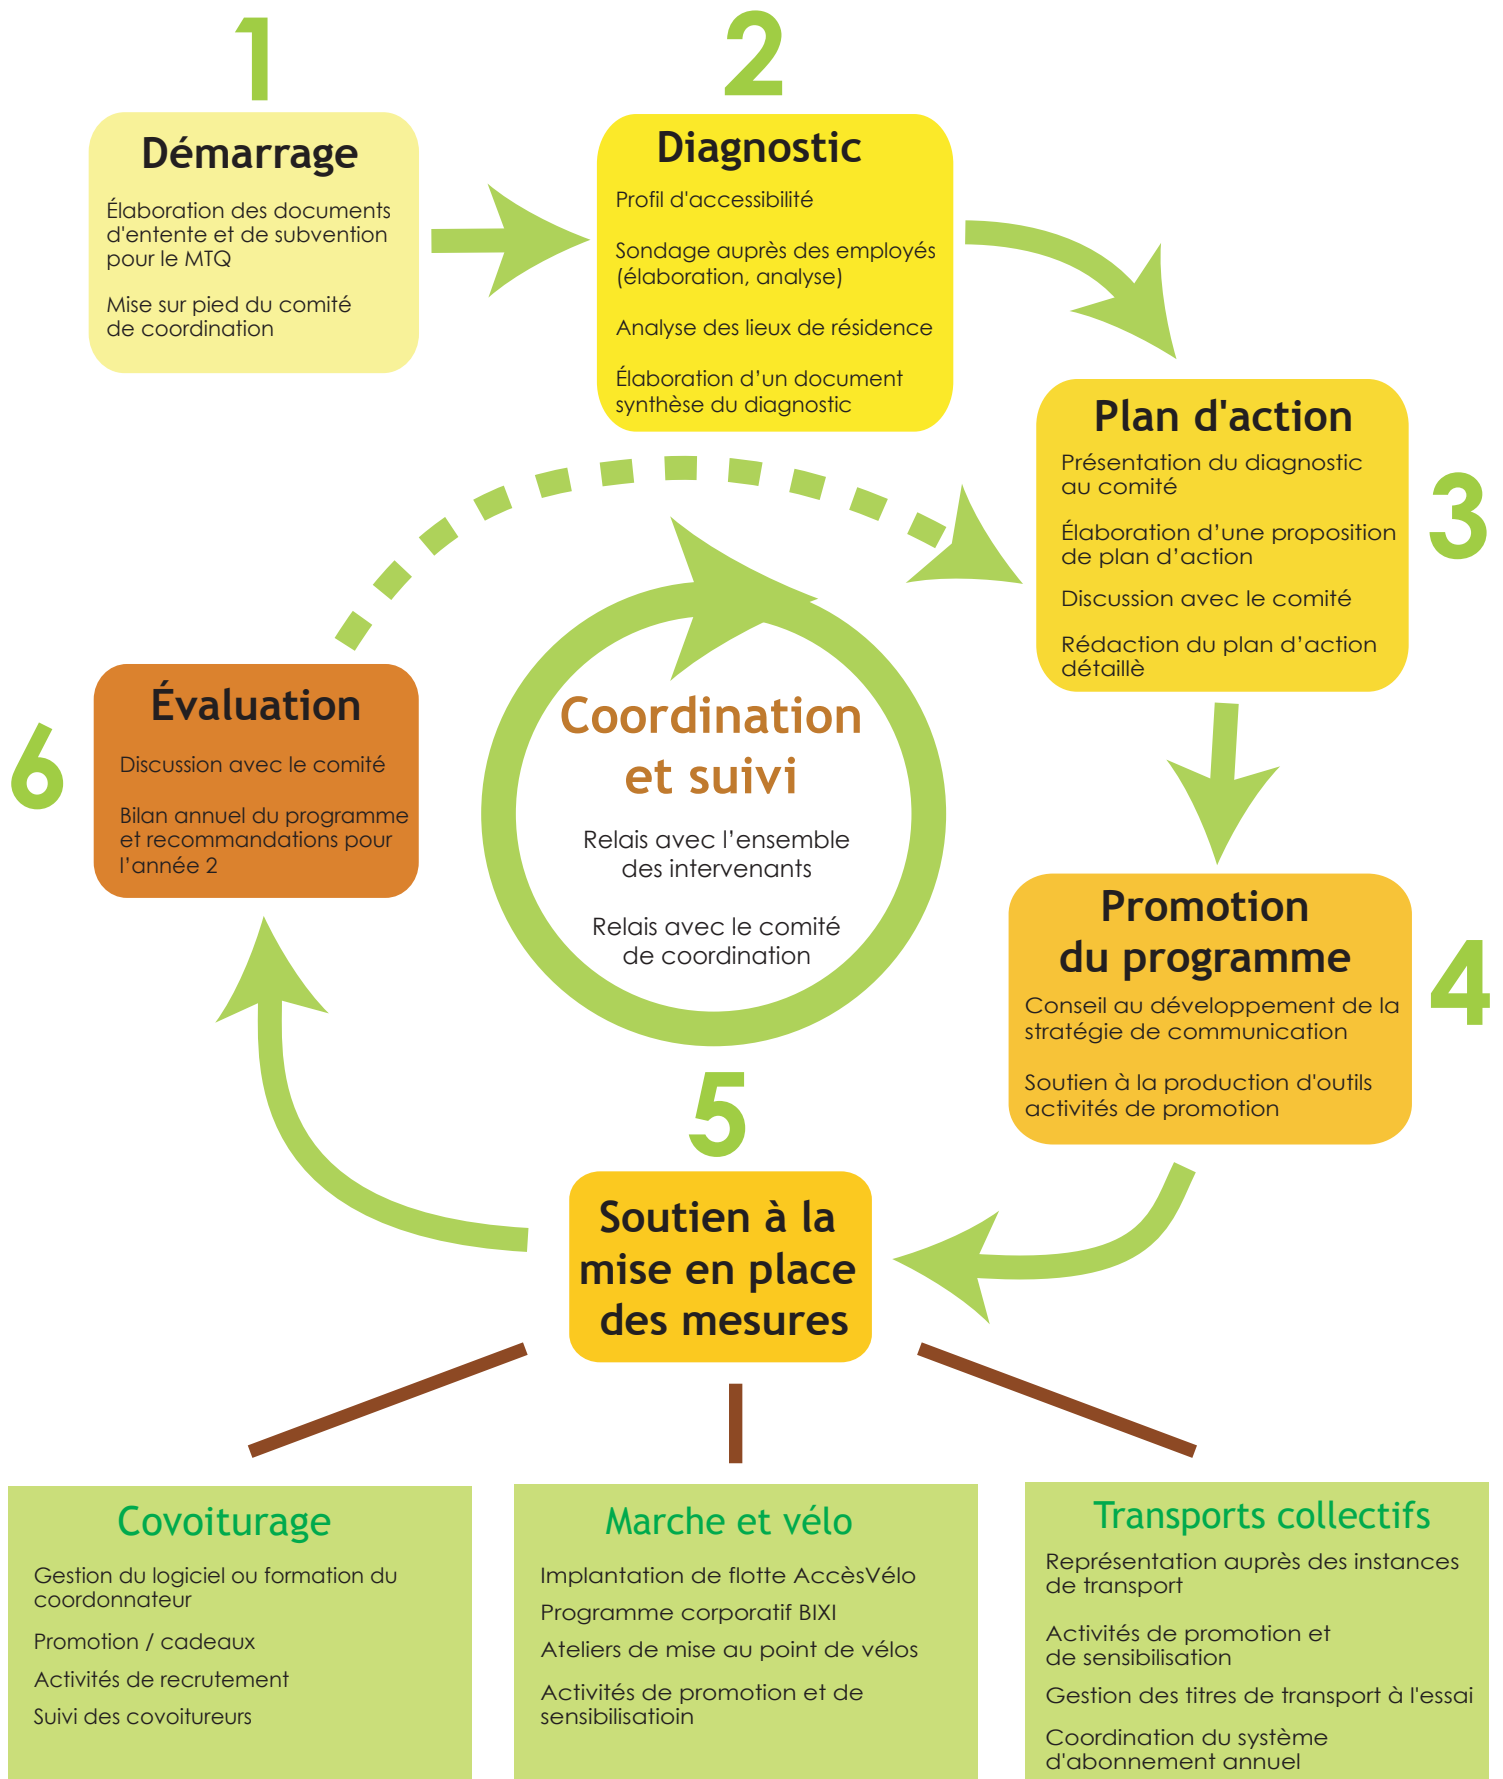 1
Démarrage
Élaboration des documents
d'entente et de subvention
pour le MTQ
Mise sur pied du comité
de coordination
2
Diagnostic
Profil d'accessibilité
Sondage auprès des employés
(élaboration, analyse)
Analyse des lieux de résidence
Élaboration d’un document
synthèse du diagnostic
3
Plan d'action
Présentation du diagnostic
au comité
Élaboration d’une proposition
de plan d’action
Discussion avec le comité
Rédaction du plan d’action
détaillè
4
Promotion
du programme
Conseil au développement de la
stratégie de communication
Soutien à la production d'outils
activités de promotion
5
Soutien à la
mise en place
des mesures
6
Évaluation
Discussion avec le comité
Bilan annuel du programme
et recommandations pour
l’année 2
Coordination
et suivi
Relais avec l’ensemble
des intervenants
Relais avec le comité
de coordination
Covoiturage
Gestion du logiciel ou formation du
coordonnateur
Promotion / cadeaux
Activités de recrutement
Suivi des covoitureurs
Marche et vélo
Implantation de flotte AccèsVélo
Programme corporatif BIXI
Ateliers de mise au point de vélos
Activités de promotion et de
sensibilisatioin
Transports collectifs
Représentation auprès des instances
de transport
Activités de promotion et
de sensibilisation
Gestion des titres de transport à l'essai
Coordination du système
d'abonnement annuel